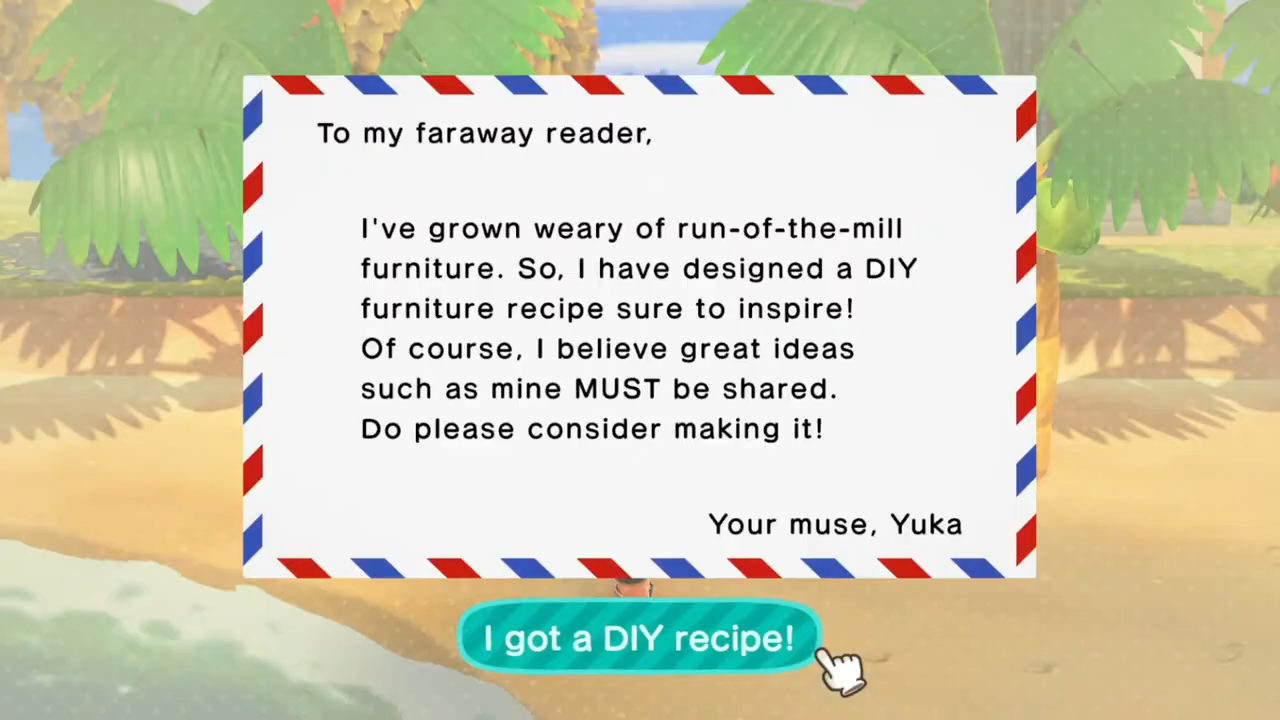 To my faraway reader,
I've grown weary of run-of-the-mill
furniture. So, I have designed a DIY
furniture recipe sure to inspire!
Of course, I believe great ideas
such as mine MUST be shared.
Do please consider making it!
Your muse, Yuka
I got a DIY recipe!